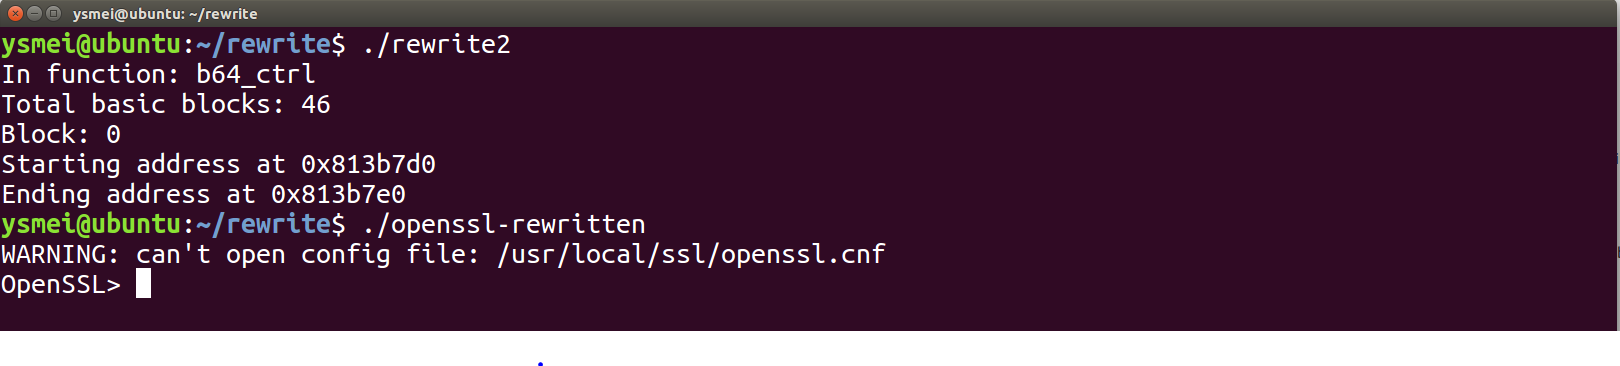 ysmei@ubuntu: ~/rewrite
ysmei@ubuntu:~/rewrite$ ./rewrite2
In function: b64_ctrl
Total basic blocks: 46
Block: 0
Starting address at 0x813b7d0
Ending address at 0x813b7e0
ysmei@ubuntu:~/rewrite$ ./openssl-rewritten
WARNING: can't open config file: /usr/local/ssl/openssl.cnf
OpenSSL>